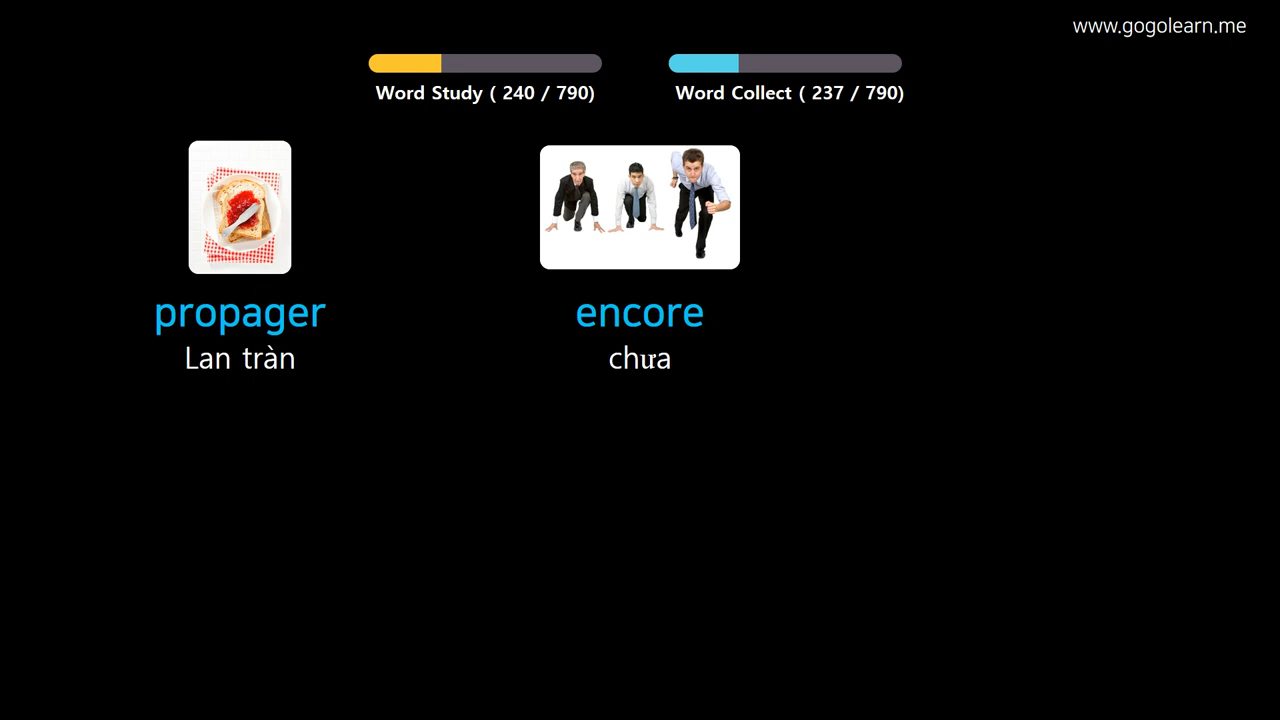 www.gogolearn.me
Word Study ( 240 / 790)
Word Collect ( 237 / 790)
propager
Lan tràn
encore
chưa